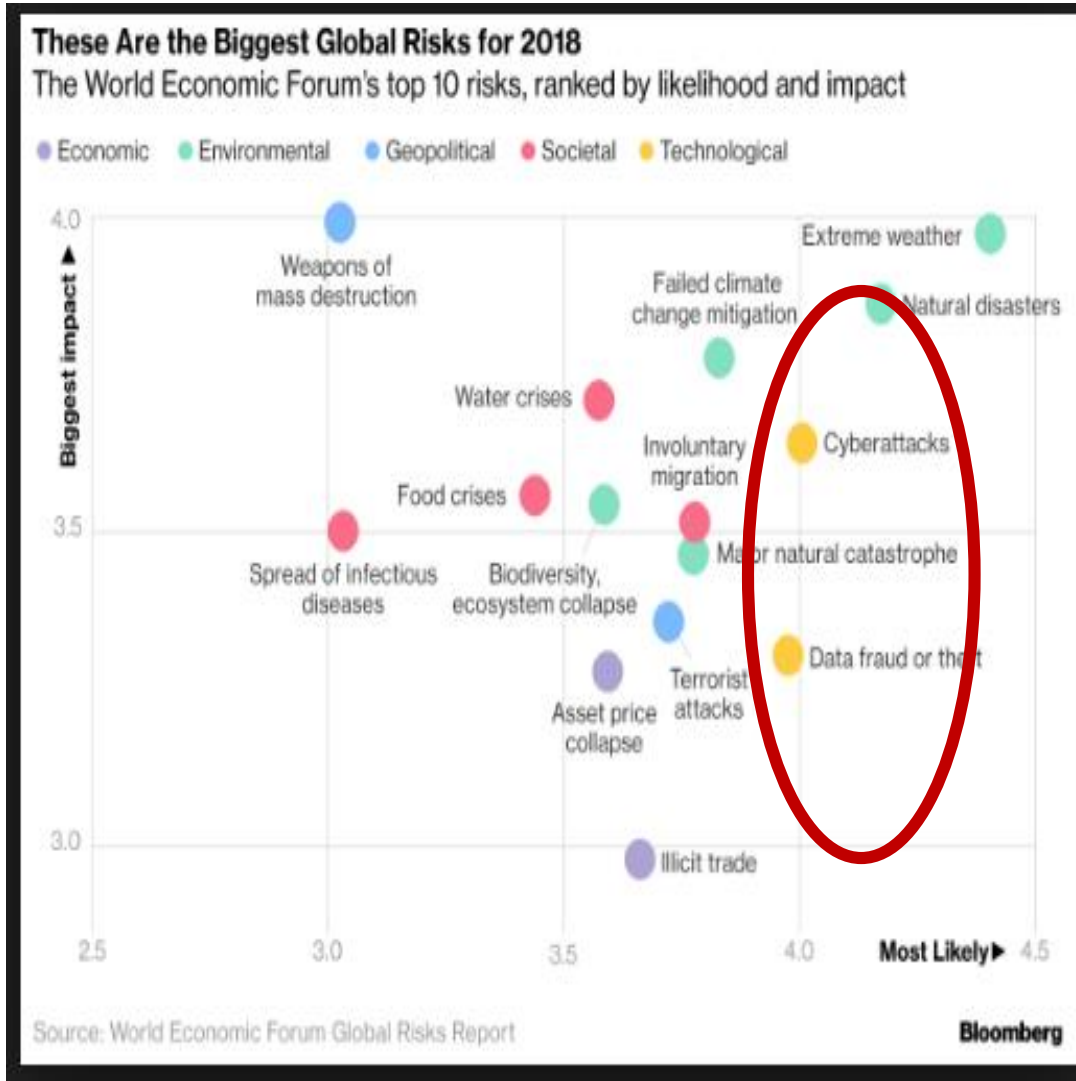 These Are the Biggest Global Risks for 2018
The World Economic Forum's top 10 risks, ranked by likelihood and impact
Economic Environmental Geopolitical Societal Technological
4.0
Biggest impact ▲
Weapons of
mass destruction
Extreme weather
Failed climate
change mitigation
Natural disasters
Water crises
Cyberattacks
Involuntary
migration
Food crises
3.5
Major natural catastrophe
Spread of infectious
diseases
Biodiversity,
ecosystem collapse
Data fraud or theft
Terrorist
attacks
Asset price
collapse
3.0
Illicit trade
2.5 3.0 3.5 4.0 Most Likely▶ 4.5
Source: World Economic Forum Global Risks Report
Bloomberg